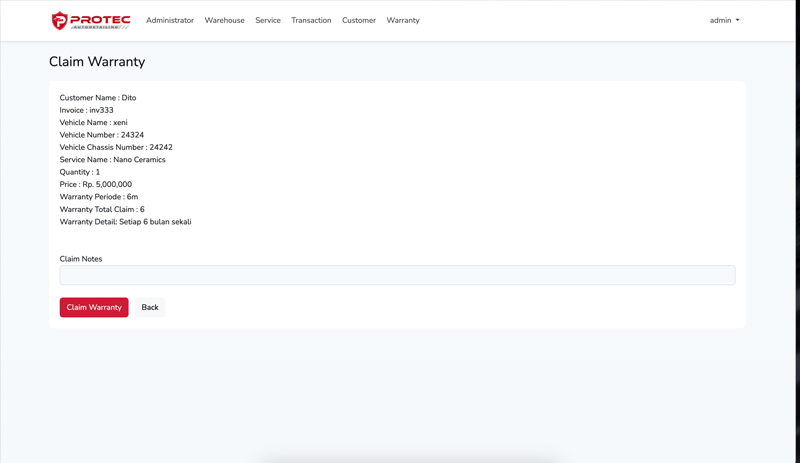 PROTEC
AUTODETAILING
Administrator Warehouse Service Transaction Customer Warranty admin
Claim Warranty
Customer Name : Dito
Invoice : inv333
Vehicle Name : xeni
Vehicle Number : 24324
Vehicle Chassis Number : 24242
Service Name : Nano Ceramics
Quantity : 1
Price : Rp. 5,000,000
Warranty Periode : 6m
Warranty Total Claim : 6
Warranty Detail: Setiap 6 bulan sekali
Claim Notes
Claim Warranty Back